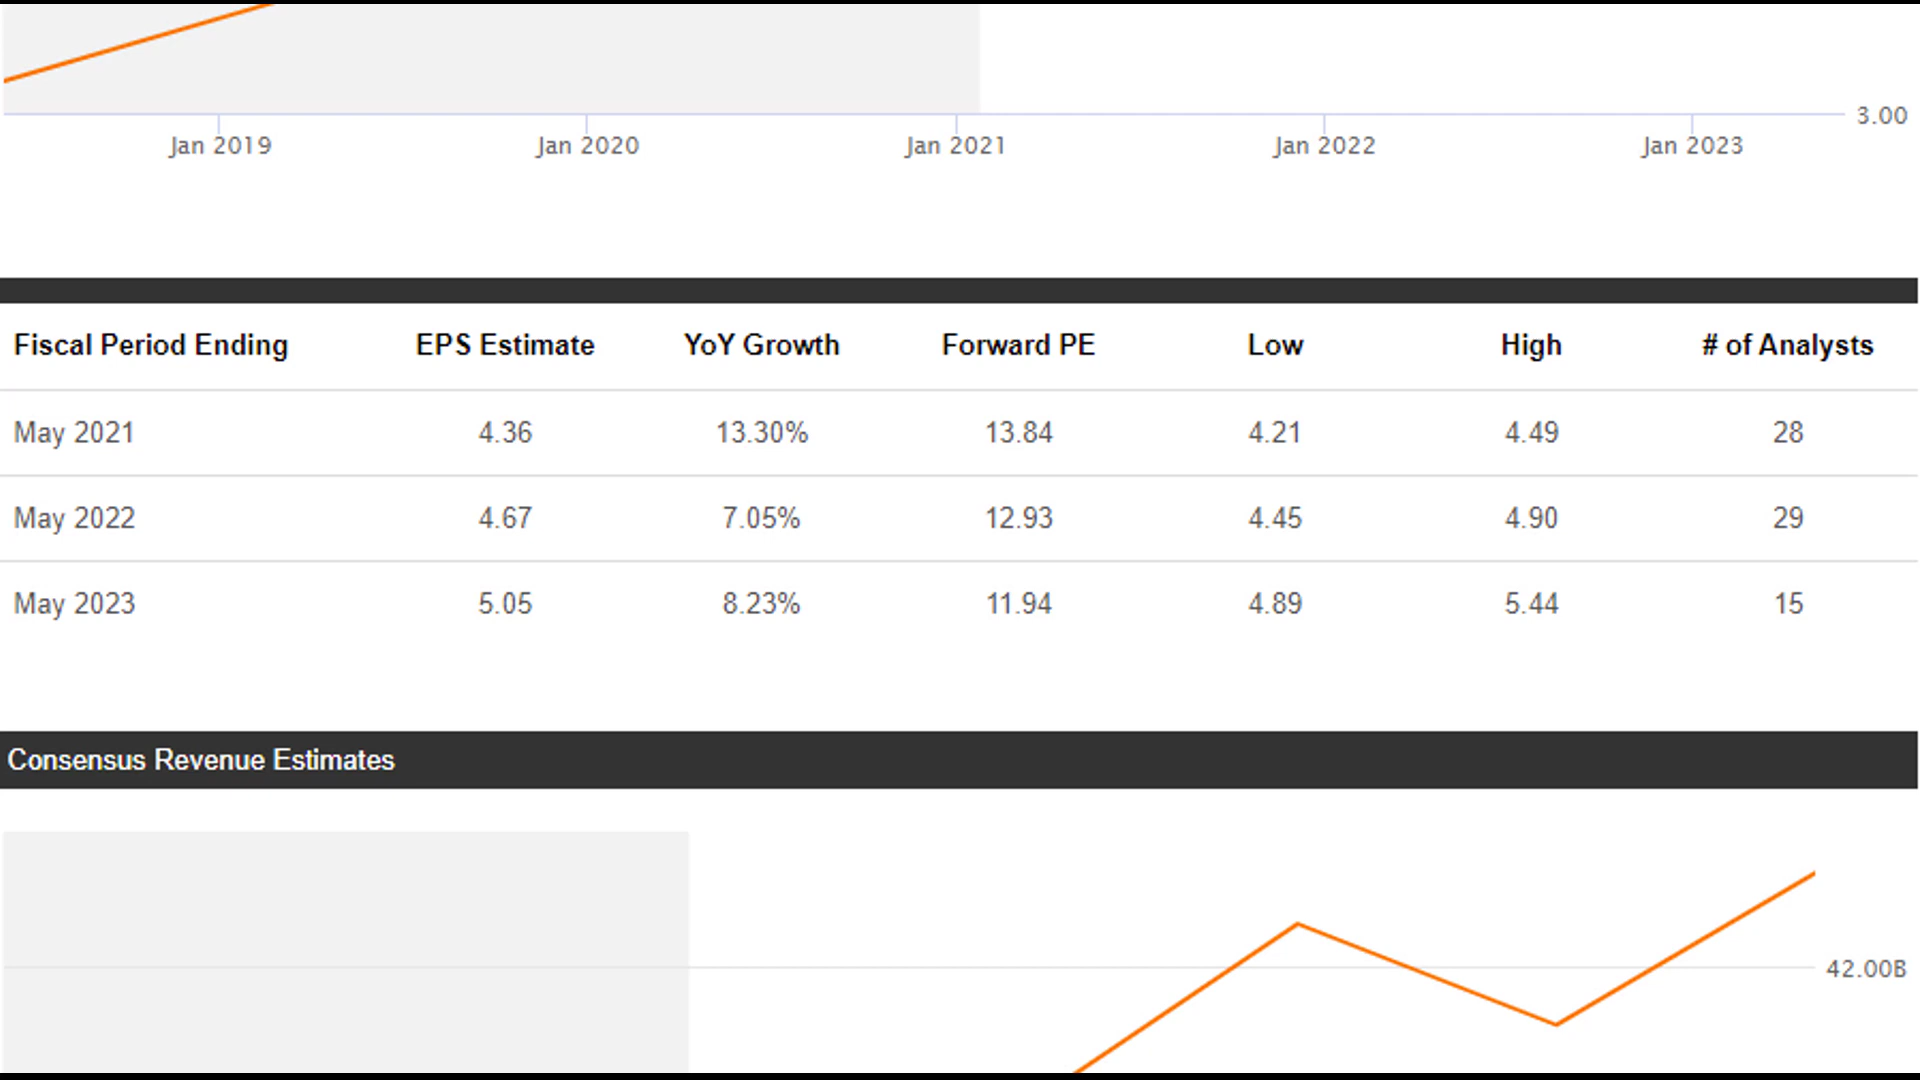 3.00
Jan 2019 Jan 2020 Jan 2021 Jan 2022 Jan 2023
Fiscal Period Ending EPS Estimate YoY Growth Forward PE Low High # of Analysts
May 2021 4.36 13.30% 13.84 4.21 4.49 28
May 2022 4.67 7.05% 12.93 4.45 4.90 29
May 2023 5.05 8.23% 11.94 4.89 5.44 15
Consensus Revenue Estimates
42.00B